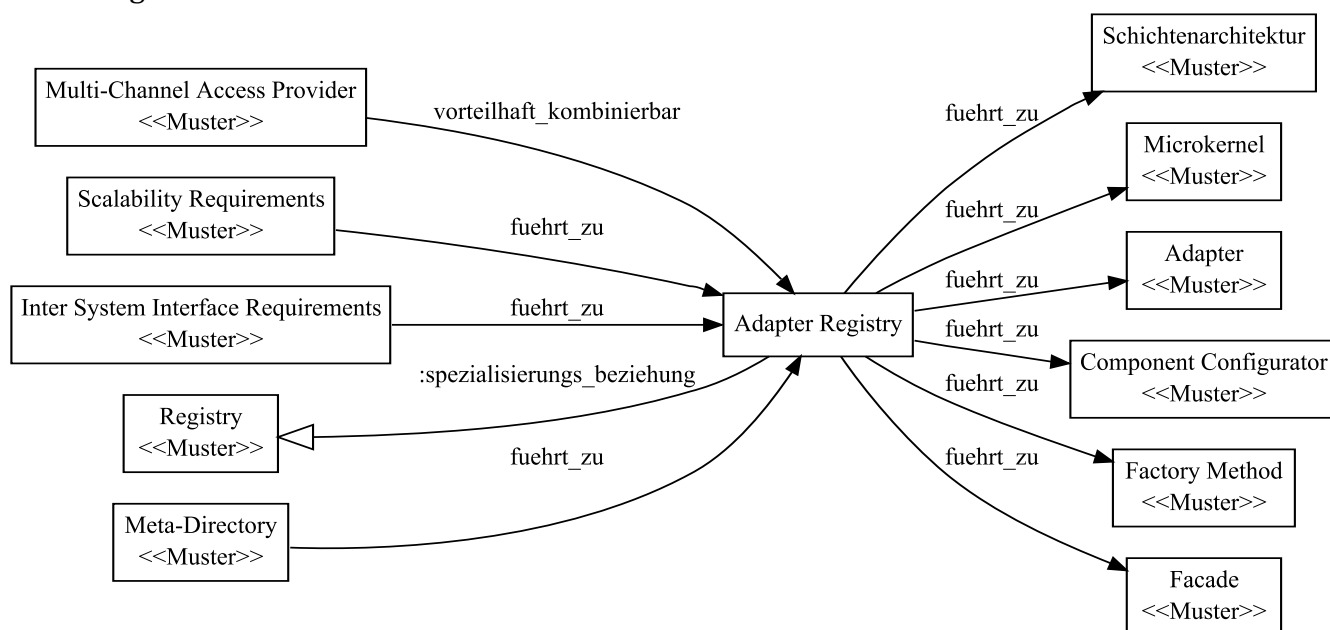 Multi-Channel Access Provider
<<Muster>>
Scalability Requirements
<<Muster>>
Inter System Interface Requirements
<<Muster>>
Registry
<<Muster>>
Meta-Directory
<<Muster>>
vorteilhaft_kombinierbar
fuehrt_zu
fuehrt_zu
:spezialisierungs_beziehung
fuehrt_zu
Adapter Registry
fuehrt_zu
fuehrt_zu
fuehrt_zu
fuehrt_zu
fuehrt_zu
fuehrt_zu
Schichtenarchitektur
<<Muster>>
Microkernel
<<Muster>>
Adapter
<<Muster>>
Component Configurator
<<Muster>>
Factory Method
<<Muster>>
Facade
<<Muster>>